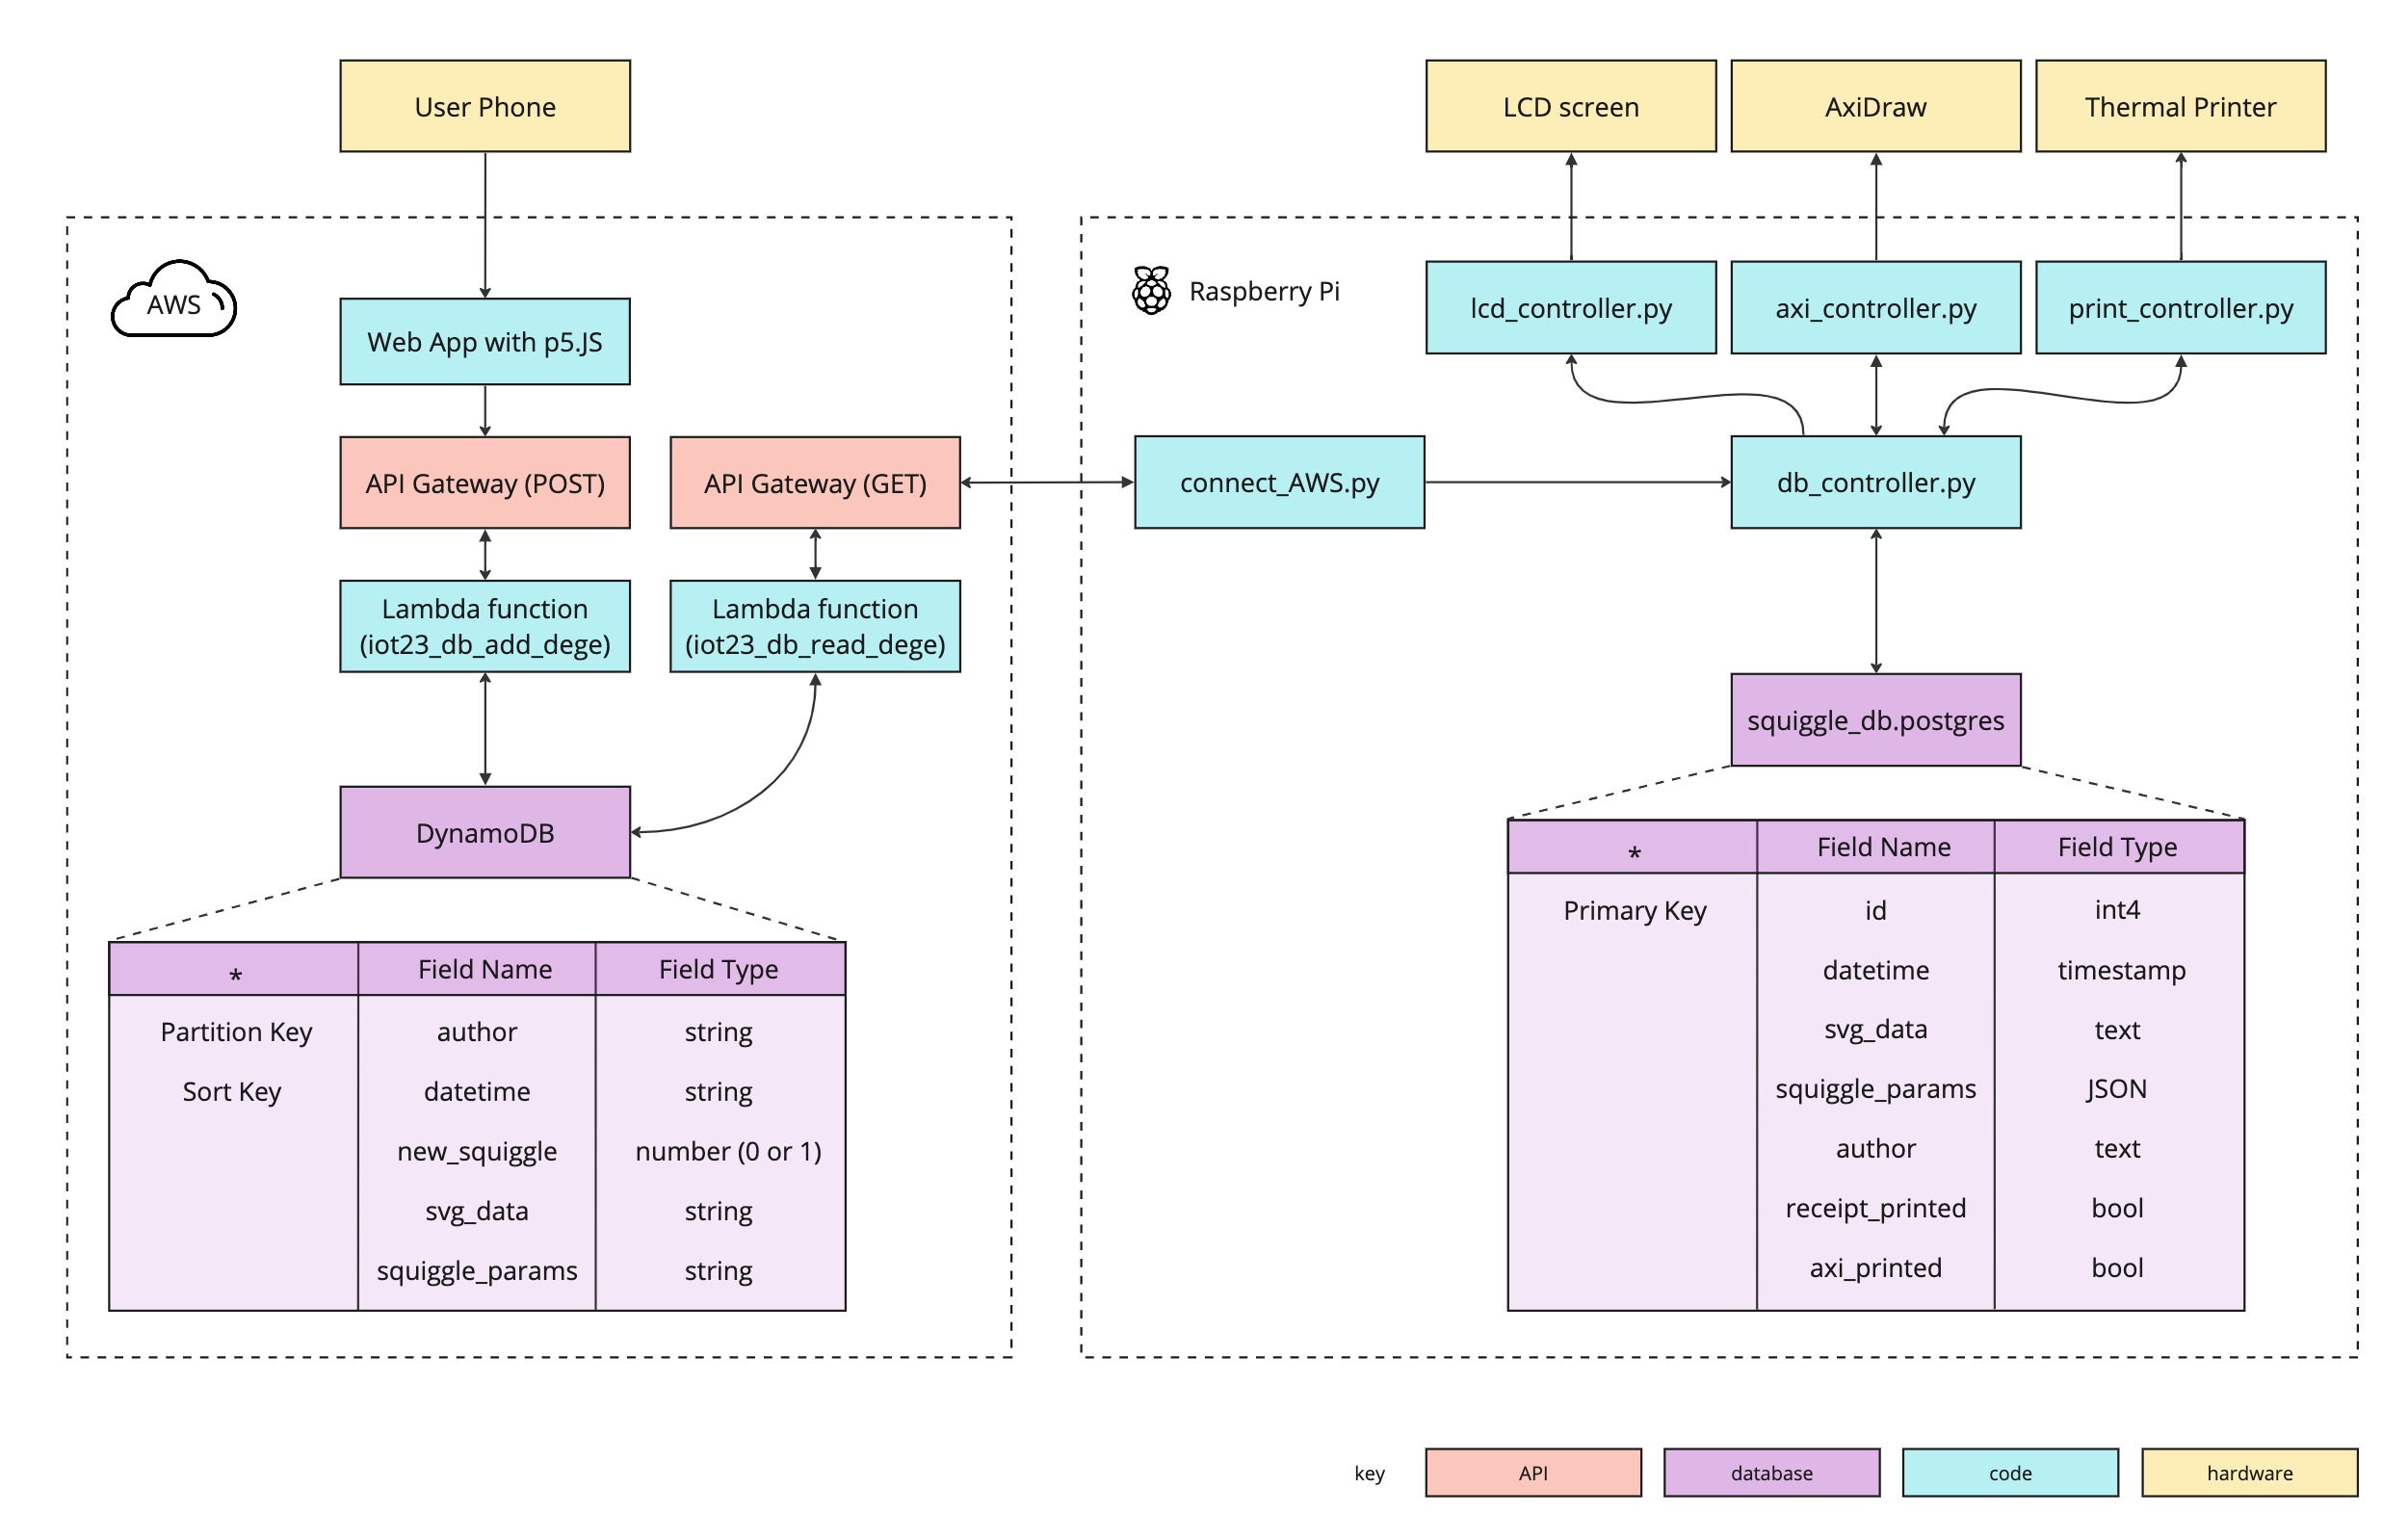 User Phone
LCD screen
AxiDraw
Thermal Printer
AWS
Web App with p5.JS
API Gateway (POST)
API Gateway (GET)
Lambda function
(iot23_db_add_dege)
Lambda function
(iot23_db_read_dege)
DynamoDB
* Field Name Field Type
Partition Key author string
Sort Key datetime string
new_squiggle number (0 or 1)
svg_data string
squiggle_params string
Raspberry Pi
lcd_controller.py
axi_controller.py
print_controller.py
connect_AWS.py
db_controller.py
squiggle_db.postgres
* Field Name Field Type
Primary Key id int4
datetime timestamp
svg_data text
squiggle_params JSON
author text
receipt_printed bool
axi_printed bool
key API database code hardware